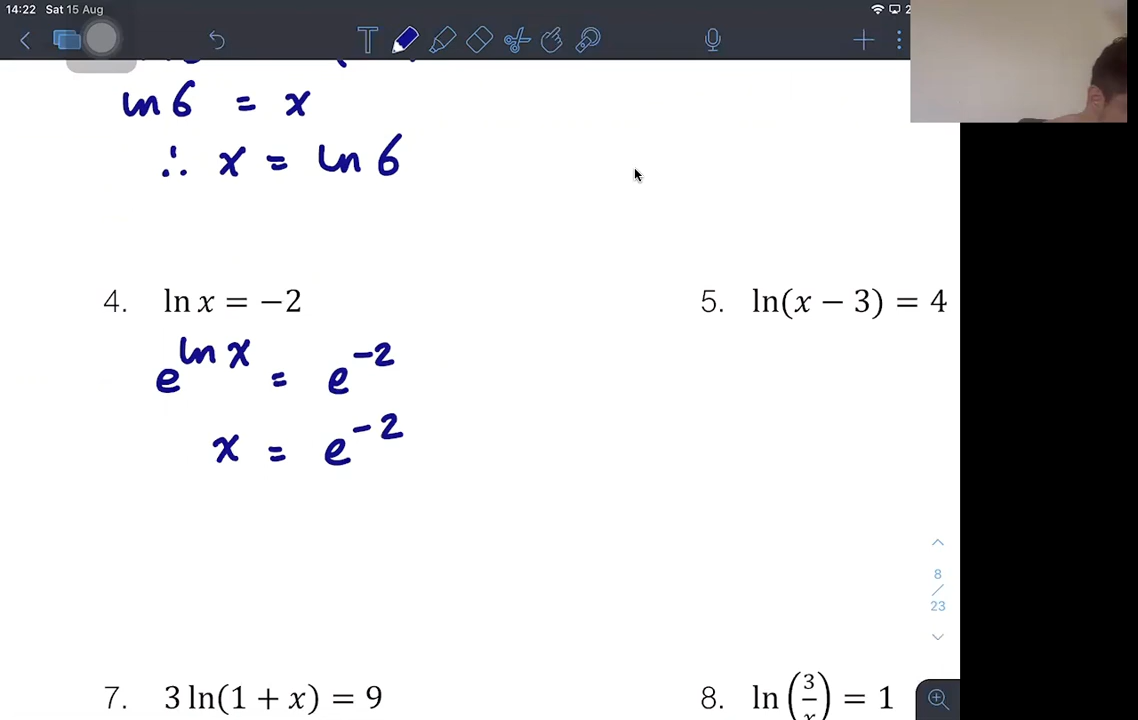 14:22 Sat 15 Aug
ln 6 = x
∴ x = ln 6
4. ln x = −2
5. ln(x − 3) = 4
e^{ln x} = e^{-2}
x = e^{-2}
8
/
23
7. 3 ln(1 + x) = 9
8. ln(3/x) = 1